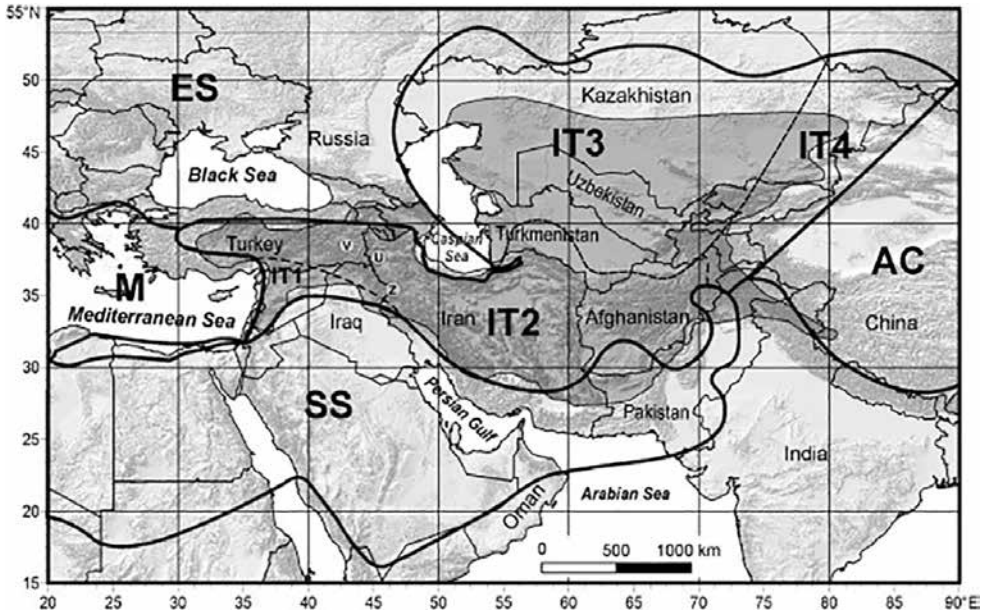 55°N
50
45
40
35
30
25
20
15
ES
Russia
Kazakhstan
IT3
IT4
Black Sea
Uzbekistan
Turkey
v
u
Caspian
Sea
Turkmenistan
AC
M
IT1
z
Mediterranean Sea
Iraq
Iran
IT2
Afghanistan
China
SS
Persian Gulf
Pakistan
India
Oman
Arabian Sea
0 500 1000 km
20 25 30 35 40 45 50 55 60 65 70 75 80 85 90 E